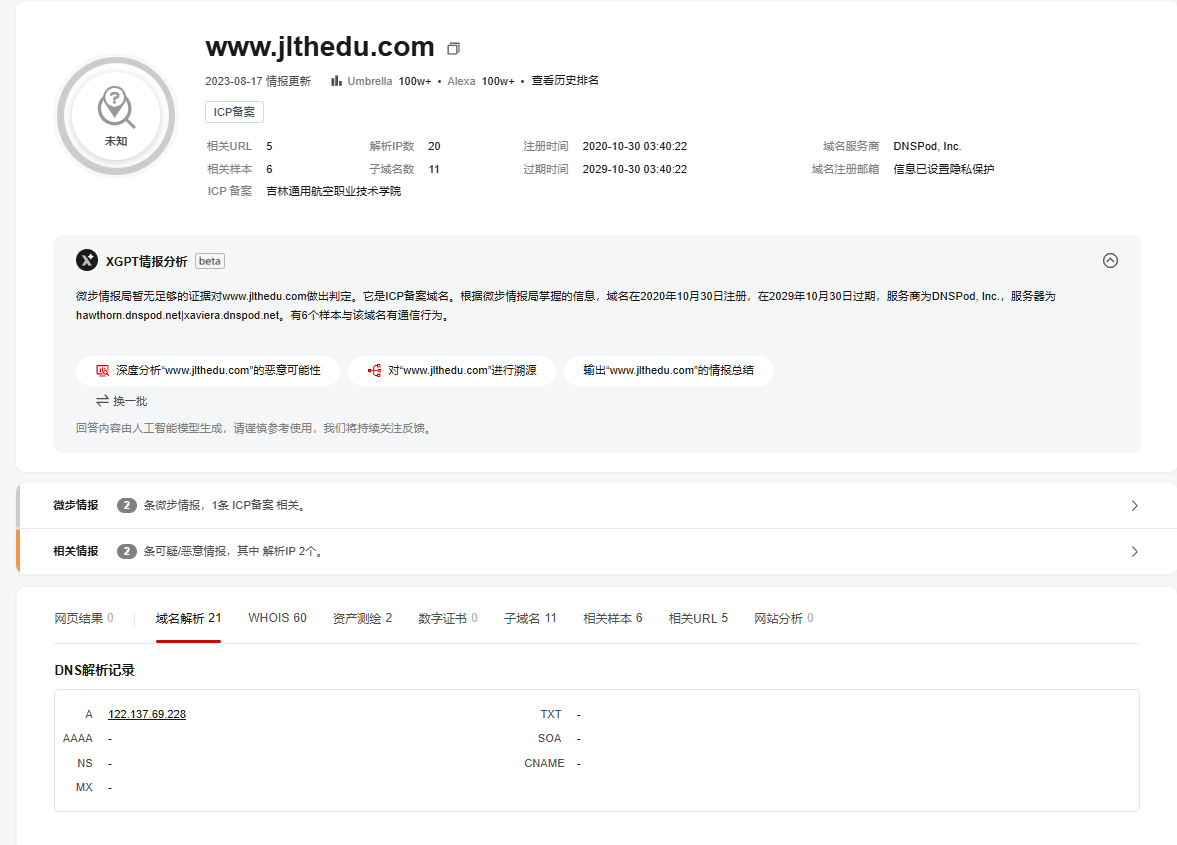 www.jlthedu.com
2023-08-17 情报更新 Umbrella 100w+ • Alexa 100w+ • 查看历史排名
未知
ICP备案
相关URL 5 解析IP数 20 注册时间 2020-10-30 03:40:22 域名服务商 DNSPod, Inc.
相关样本 6 子域名数 11 过期时间 2029-10-30 03:40:22 域名注册邮箱 信息已设置隐私保护
ICP 备案 吉林通用航空职业技术学院
XGPT情报分析 beta
微步情报局暂无足够的证据对www.jlthedu.com做出判定。它是ICP备案域名。根据微步情报局掌握的信息，域名在2020年10月30日注册，在2029年10月30日过期，服务商为DNSPod, Inc.，服务器为
hawthorn.dnspod.net|xaviera.dnspod.net。有6个样本与该域名有通信行为。
深度分析“www.jlthedu.com”的恶意可能性 对“www.jlthedu.com”进行溯源 输出“www.jlthedu.com”的情报总结
换一批
回答内容由人工智能模型生成，请谨慎参考使用，我们将持续关注反馈。
微步情报 2 条微步情报，1条 ICP备案 相关。
相关情报 2 条可疑/恶意情报，其中 解析IP 2个。
网页结果 0 域名解析 21 WHOIS 60 资产测绘 2 数字证书 0 子域名 11 相关样本 6 相关URL 5 网站分析 0
DNS解析记录
A 122.137.69.228 TXT -
AAAA - SOA -
NS - CNAME -
MX -